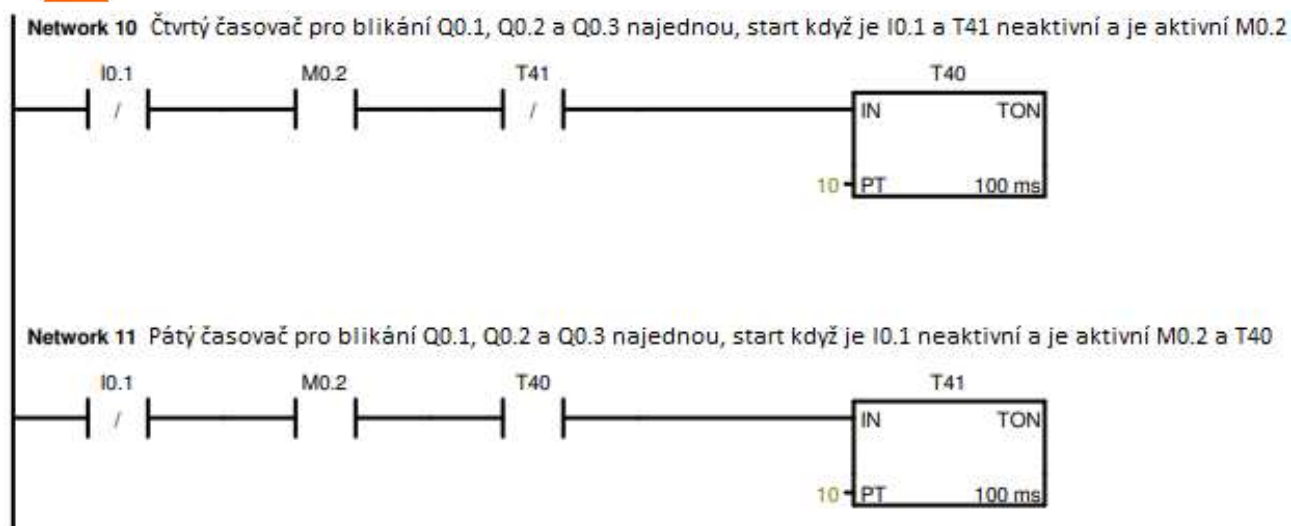 Network 10 Čtvrtý časovač pro blikání Q0.1, Q0.2 a Q0.3 najednou, start když je I0.1 a T41 neaktivní a je aktivní M0.2
I0.1 M0.2 T41 T40
/ / IN TON
10 PT 100 ms
Network 11 Pátý časovač pro blikání Q0.1, Q0.2 a Q0.3 najednou, start když je I0.1 neaktivní a je aktivní M0.2 a T40
I0.1 M0.2 T40 T41
/ IN TON
10 PT 100 ms